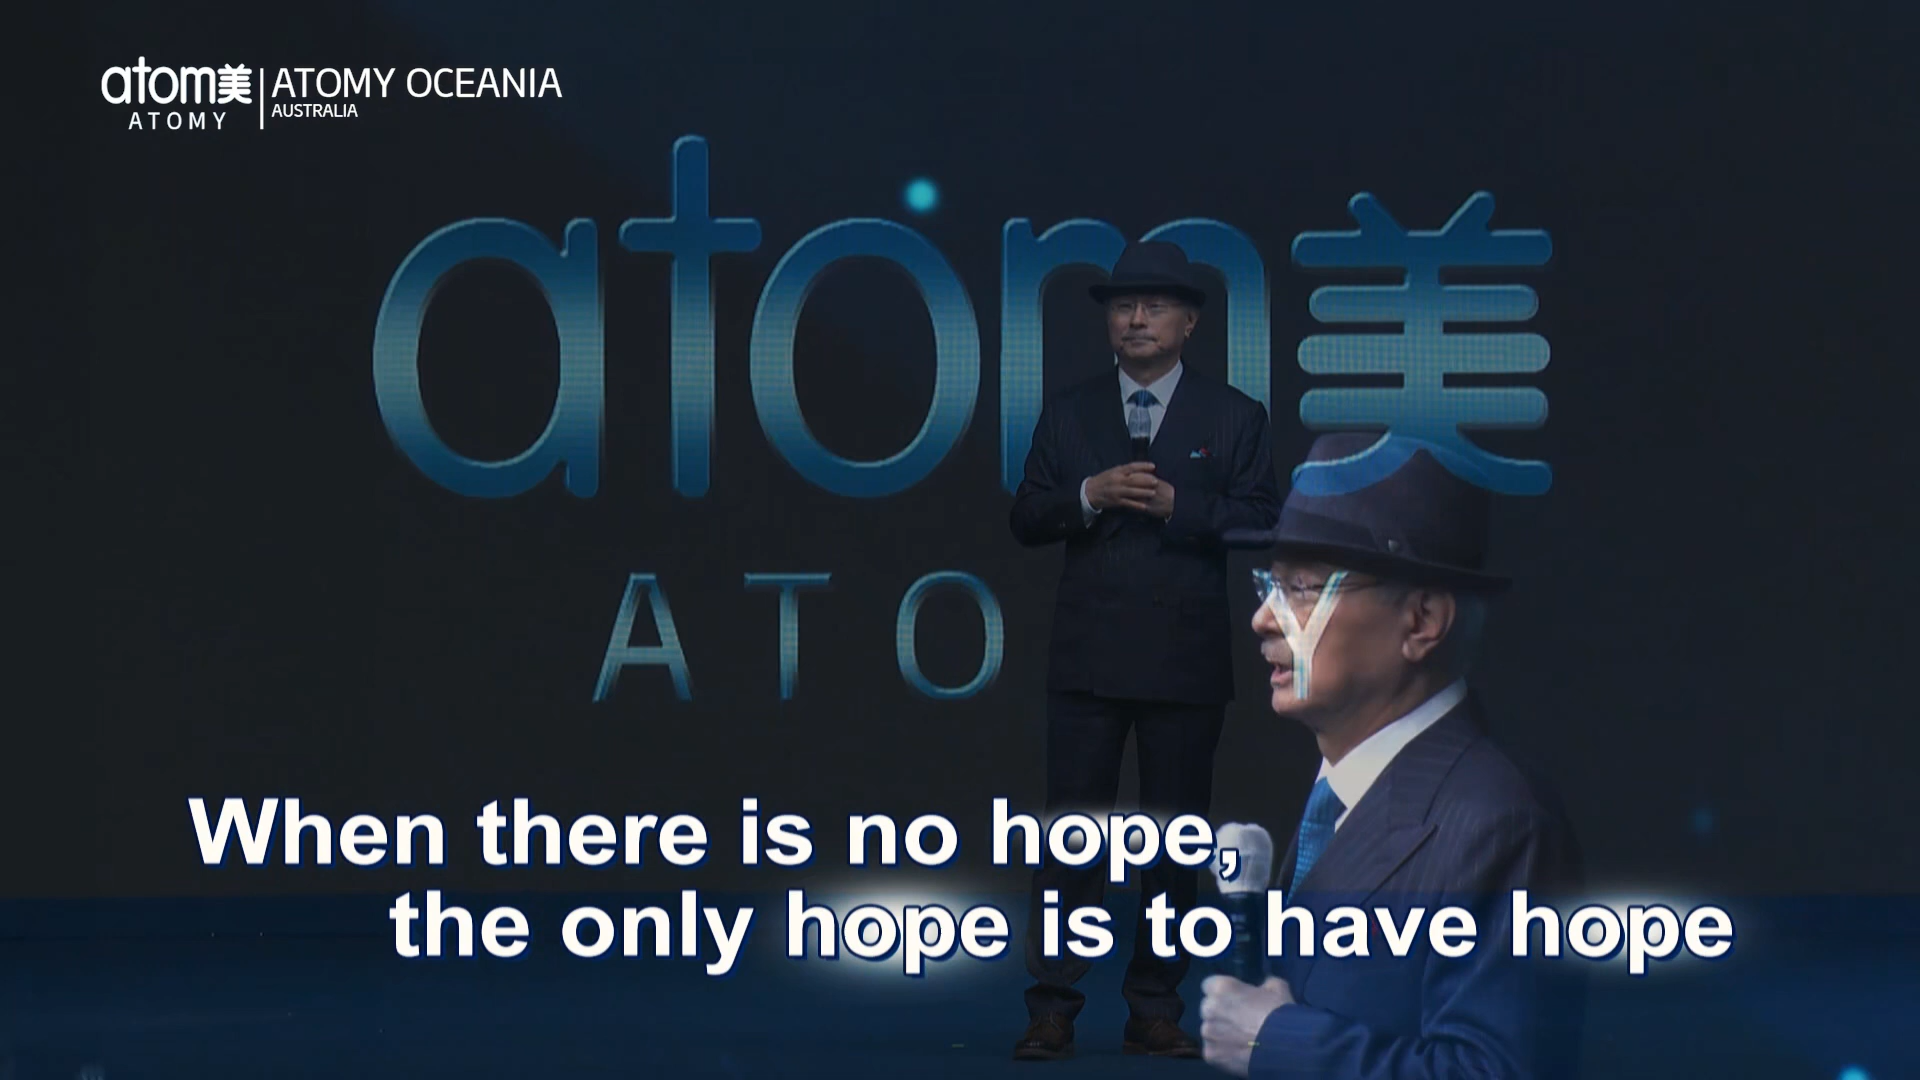 atom美
ATOMY
ATOMY OCEANIA
AUSTRALIA
atom美
ATO Y
When there is no hope,
the only hope is to have hope